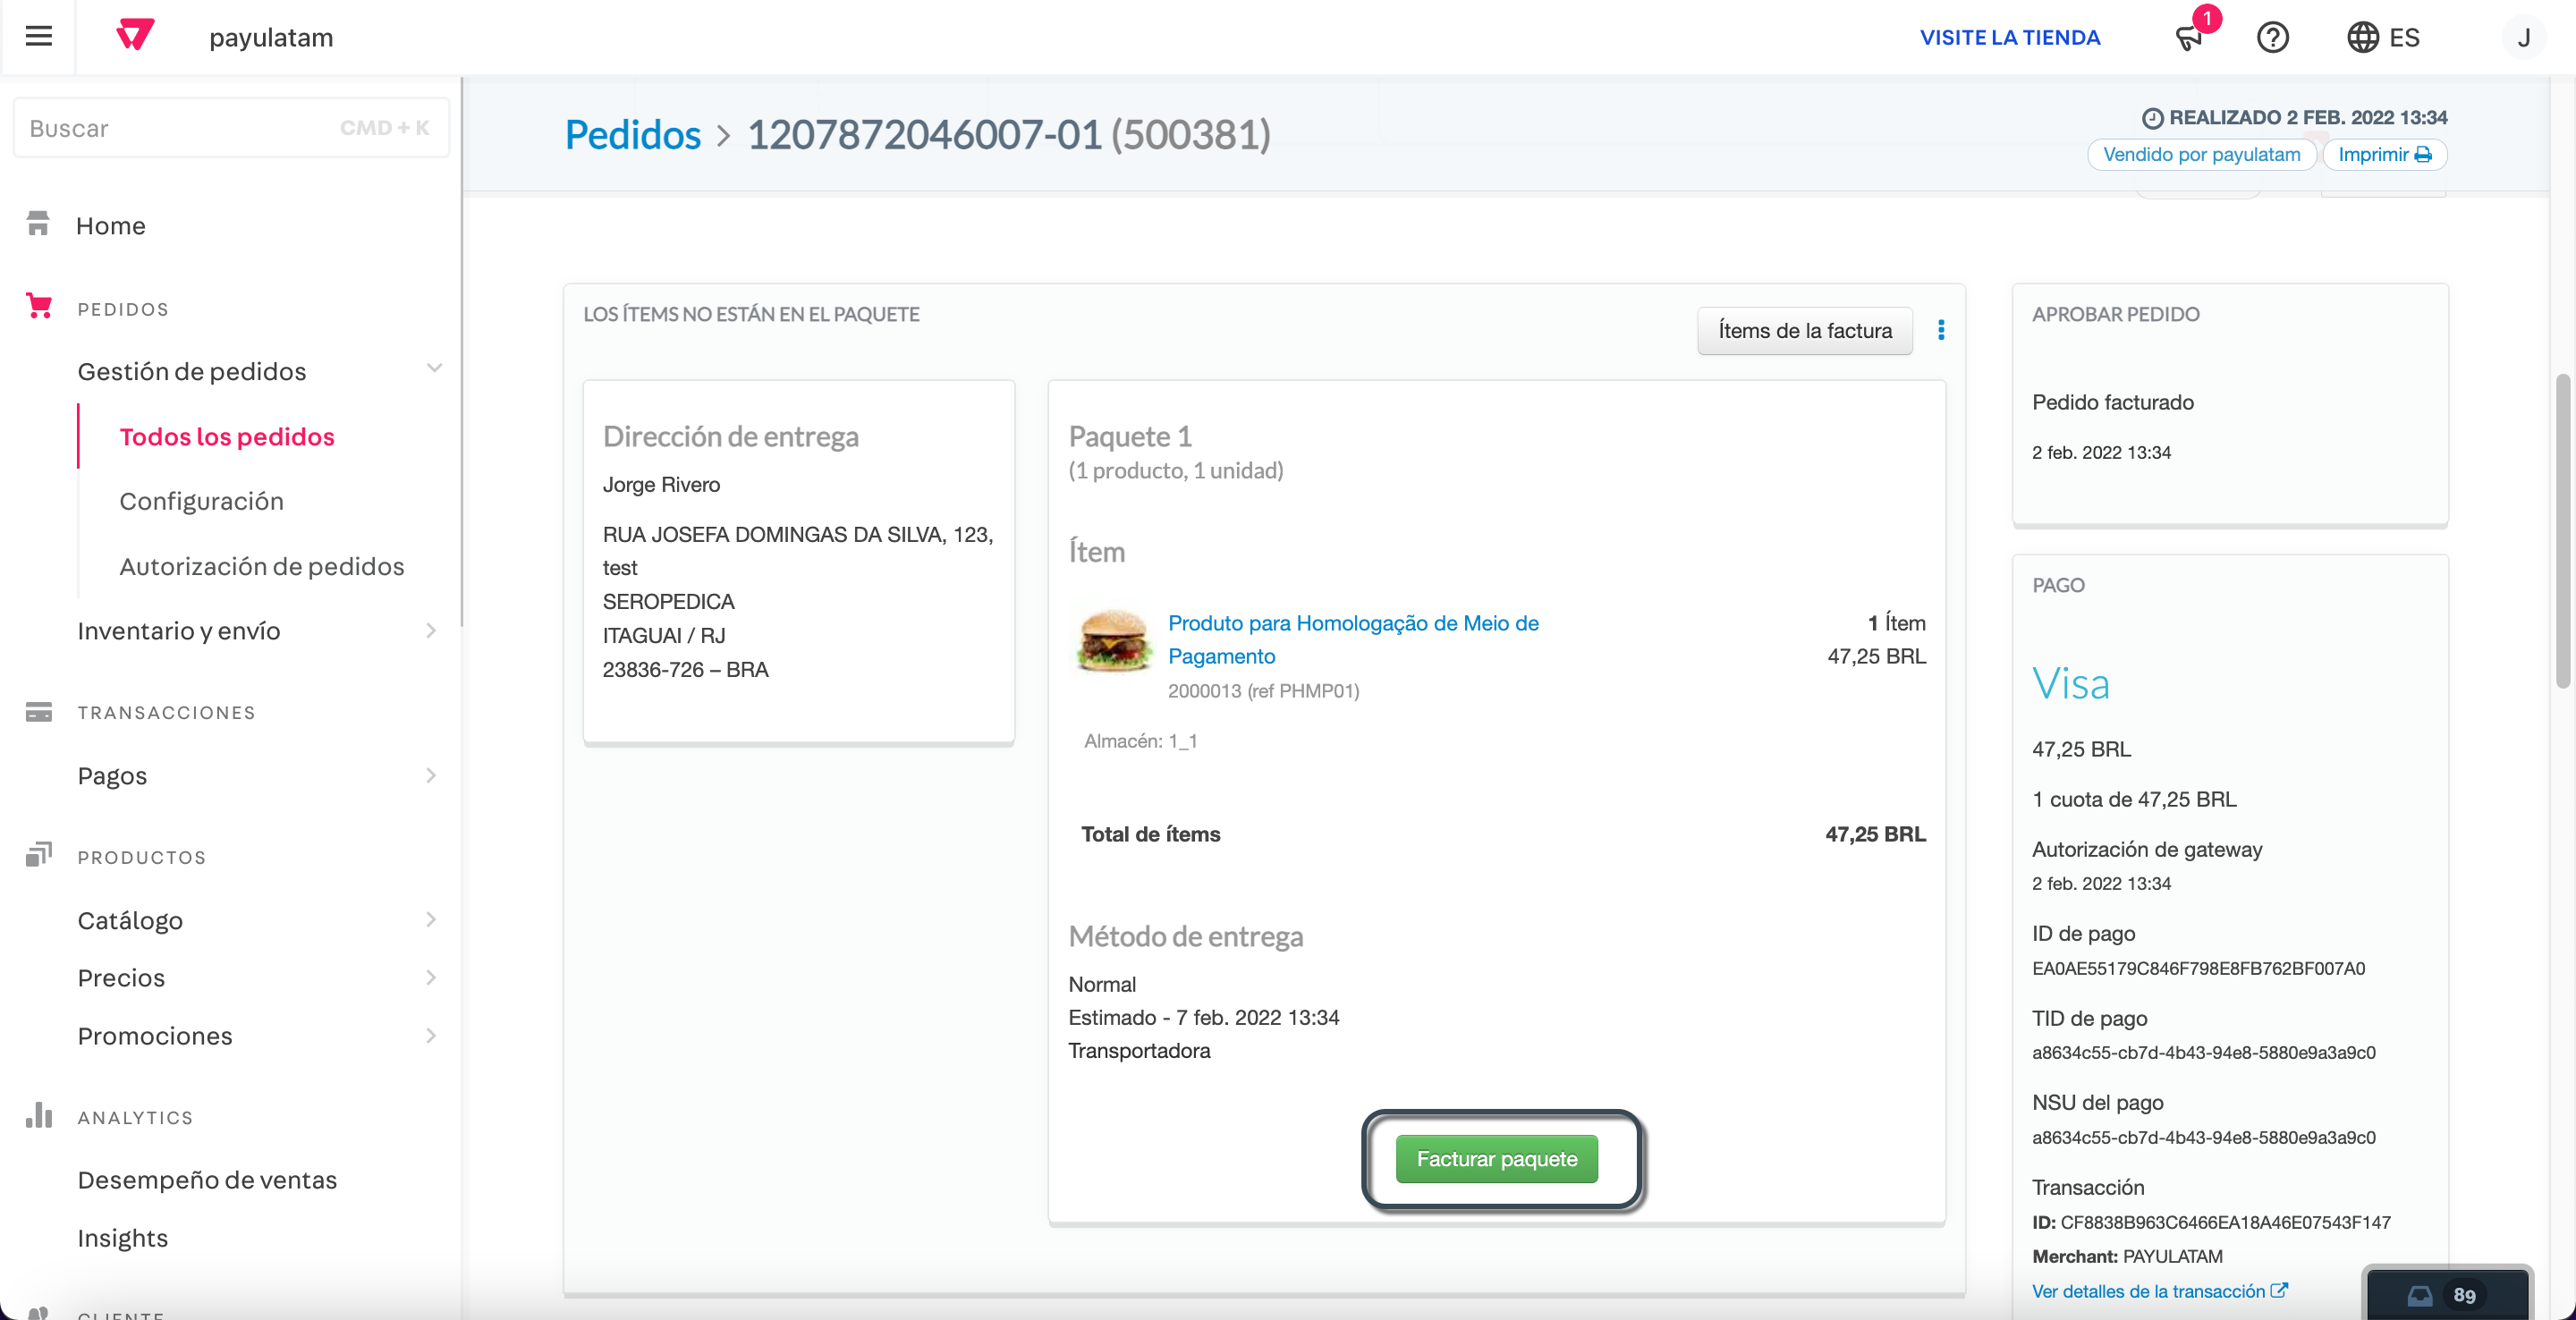 payulatam
VISITE LA TIENDA
1
ES
J
Buscar
CMD + K
Home
PEDIDOS
Gestión de pedidos
Todos los pedidos
Configuración
Autorización de pedidos
Inventario y envío
TRANSACCIONES
Pagos
PRODUCTOS
Catálogo
Precios
Promociones
ANALYTICS
Desempeño de ventas
Insights
CLIENTE
Pedidos > 1207872046007-01 (500381)
REALIZADO 2 FEB. 2022 13:34
Vendido por payulatam
Imprimir
LOS ÍTEMS NO ESTÁN EN EL PAQUETE
Ítems de la factura
Dirección de entrega
Jorge Rivero
RUA JOSEFA DOMINGAS DA SILVA, 123,
test
SEROPEDICA
ITAGUAI / RJ
23836-726 – BRA
Paquete 1
(1 producto, 1 unidad)
Ítem
Produto para Homologação de Meio de
Pagamento
2000013 (ref PHMP01)
1 Ítem
47,25 BRL
Almacén: 1_1
Total de ítems
47,25 BRL
Método de entrega
Normal
Estimado - 7 feb. 2022 13:34
Transportadora
Facturar paquete
APROBAR PEDIDO
Pedido facturado
2 feb. 2022 13:34
PAGO
Visa
47,25 BRL
1 cuota de 47,25 BRL
Autorización de gateway
2 feb. 2022 13:34
ID de pago
EA0AE55179C846F798E8FB762BF007A0
TID de pago
a8634c55-cb7d-4b43-94e8-5880e9a3a9c0
NSU del pago
a8634c55-cb7d-4b43-94e8-5880e9a3a9c0
Transacción
ID: CF8838B963C6466EA18A46E07543F147
Merchant: PAYULATAM
Ver detalles de la transacción
89